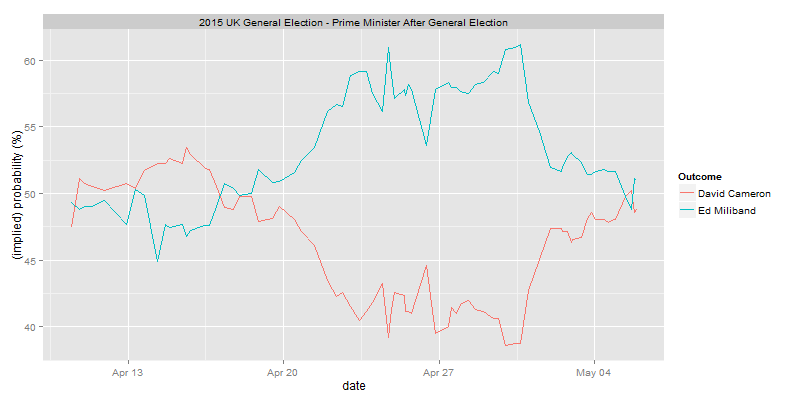 2015 UK General Election - Prime Minister After General Election
(implied) probability (%)
60
55
50
45
40
Apr 13
Apr 20
Apr 27
May 04
date
Outcome
David Cameron
Ed Miliband